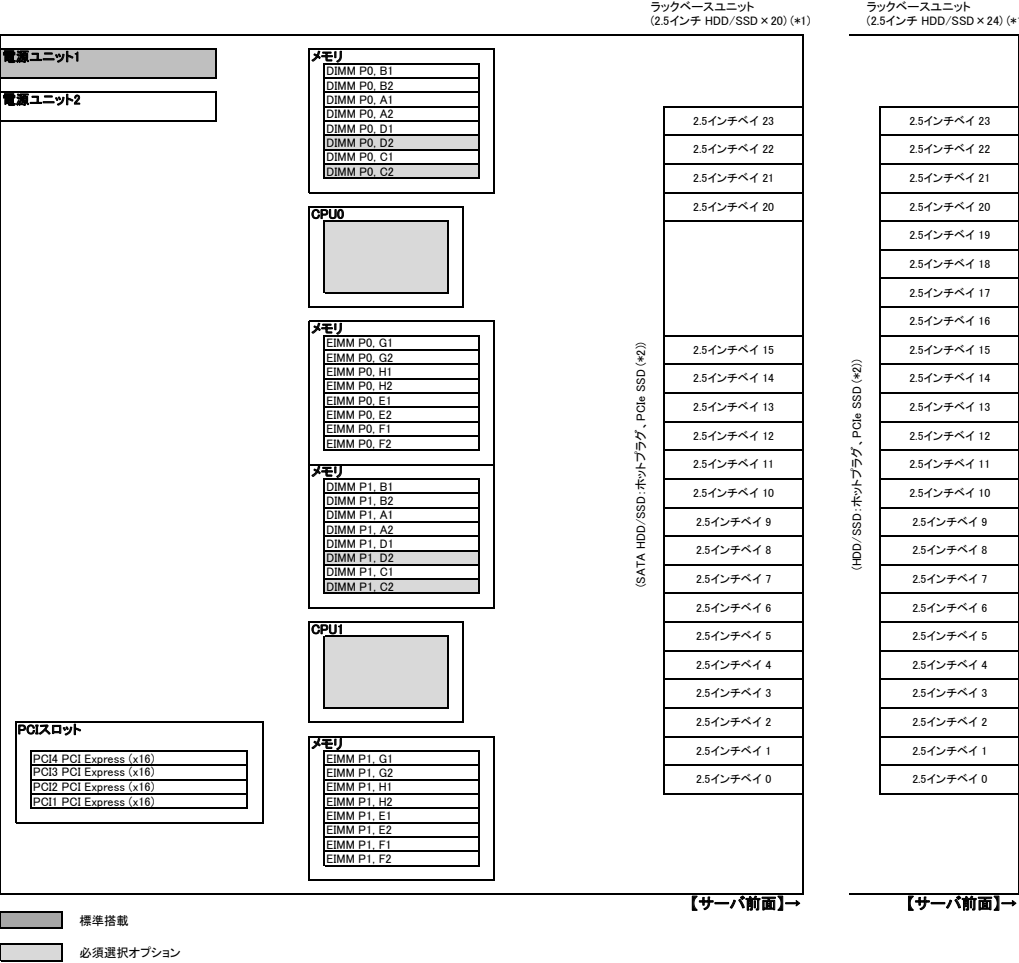 ラックベースユニット
(2.5インチ HDD/SSD×20)(*1)
ラックベースユニット
(2.5インチ HDD/SSD×24)(*
電源ユニット1
電源ユニット2
メモリ
DIMM P0, B1
DIMM P0, B2
DIMM P0, A1
DIMM P0, A2
DIMM P0, D1
DIMM P0, D2
DIMM P0, C1
DIMM P0, C2
CPU0
メモリ
EIMM P0, G1
EIMM P0, G2
EIMM P0, H1
EIMM P0, H2
EIMM P0, E1
EIMM P0, E2
EIMM P0, F1
EIMM P0, F2
メモリ
DIMM P1, B1
DIMM P1, B2
DIMM P1, A1
DIMM P1, A2
DIMM P1, D1
DIMM P1, D2
DIMM P1, C1
DIMM P1, C2
CPU1
メモリ
EIMM P1, G1
EIMM P1, G2
EIMM P1, H1
EIMM P1, H2
EIMM P1, E1
EIMM P1, E2
EIMM P1, F1
EIMM P1, F2
PCIスロット
PCI4 PCI Express (x16)
PCI3 PCI Express (x16)
PCI2 PCI Express (x16)
PCI1 PCI Express (x16)
(SATA HDD/SSD:ホットプラグ、PCIe SSD(*2))
2.5インチベイ 23
2.5インチベイ 22
2.5インチベイ 21
2.5インチベイ 20
2.5インチベイ 15
2.5インチベイ 14
2.5インチベイ 13
2.5インチベイ 12
2.5インチベイ 11
2.5インチベイ 10
2.5インチベイ 9
2.5インチベイ 8
2.5インチベイ 7
2.5インチベイ 6
2.5インチベイ 5
2.5インチベイ 4
2.5インチベイ 3
2.5インチベイ 2
2.5インチベイ 1
2.5インチベイ 0
【サーバ前面】→
(HDD/SSD:ホットプラグ、PCIe SSD(*2))
2.5インチベイ 23
2.5インチベイ 22
2.5インチベイ 21
2.5インチベイ 20
2.5インチベイ 19
2.5インチベイ 18
2.5インチベイ 17
2.5インチベイ 16
2.5インチベイ 15
2.5インチベイ 14
2.5インチベイ 13
2.5インチベイ 12
2.5インチベイ 11
2.5インチベイ 10
2.5インチベイ 9
2.5インチベイ 8
2.5インチベイ 7
2.5インチベイ 6
2.5インチベイ 5
2.5インチベイ 4
2.5インチベイ 3
2.5インチベイ 2
2.5インチベイ 1
2.5インチベイ 0
【サーバ前面】→
標準搭載
必須選択オプション